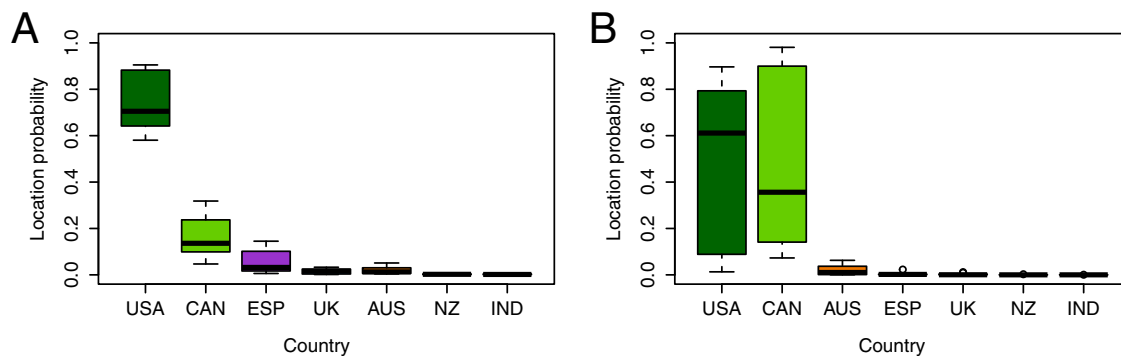 A
Location probability
1.0
0.8
0.6
0.4
0.2
0.0
USA CAN ESP UK AUS NZ IND
Country
B
Location probability
1.0
0.8
0.6
0.4
0.2
0.0
USA CAN AUS ESP UK NZ IND
Country